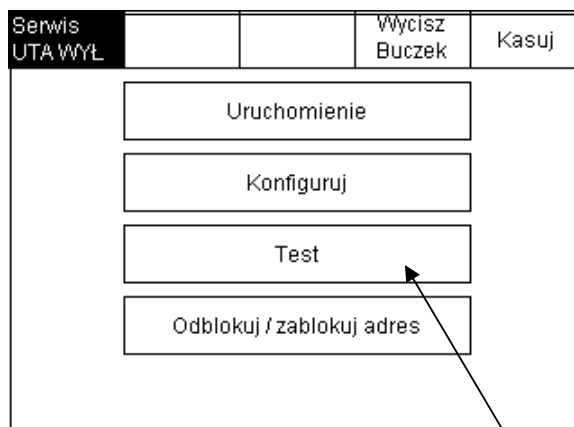 Serwis
UTA WYŁ
Wycisz
Buczek
Kasuj
Uruchomienie
Konfiguruj
Test
Odblokuj / zablokuj adres